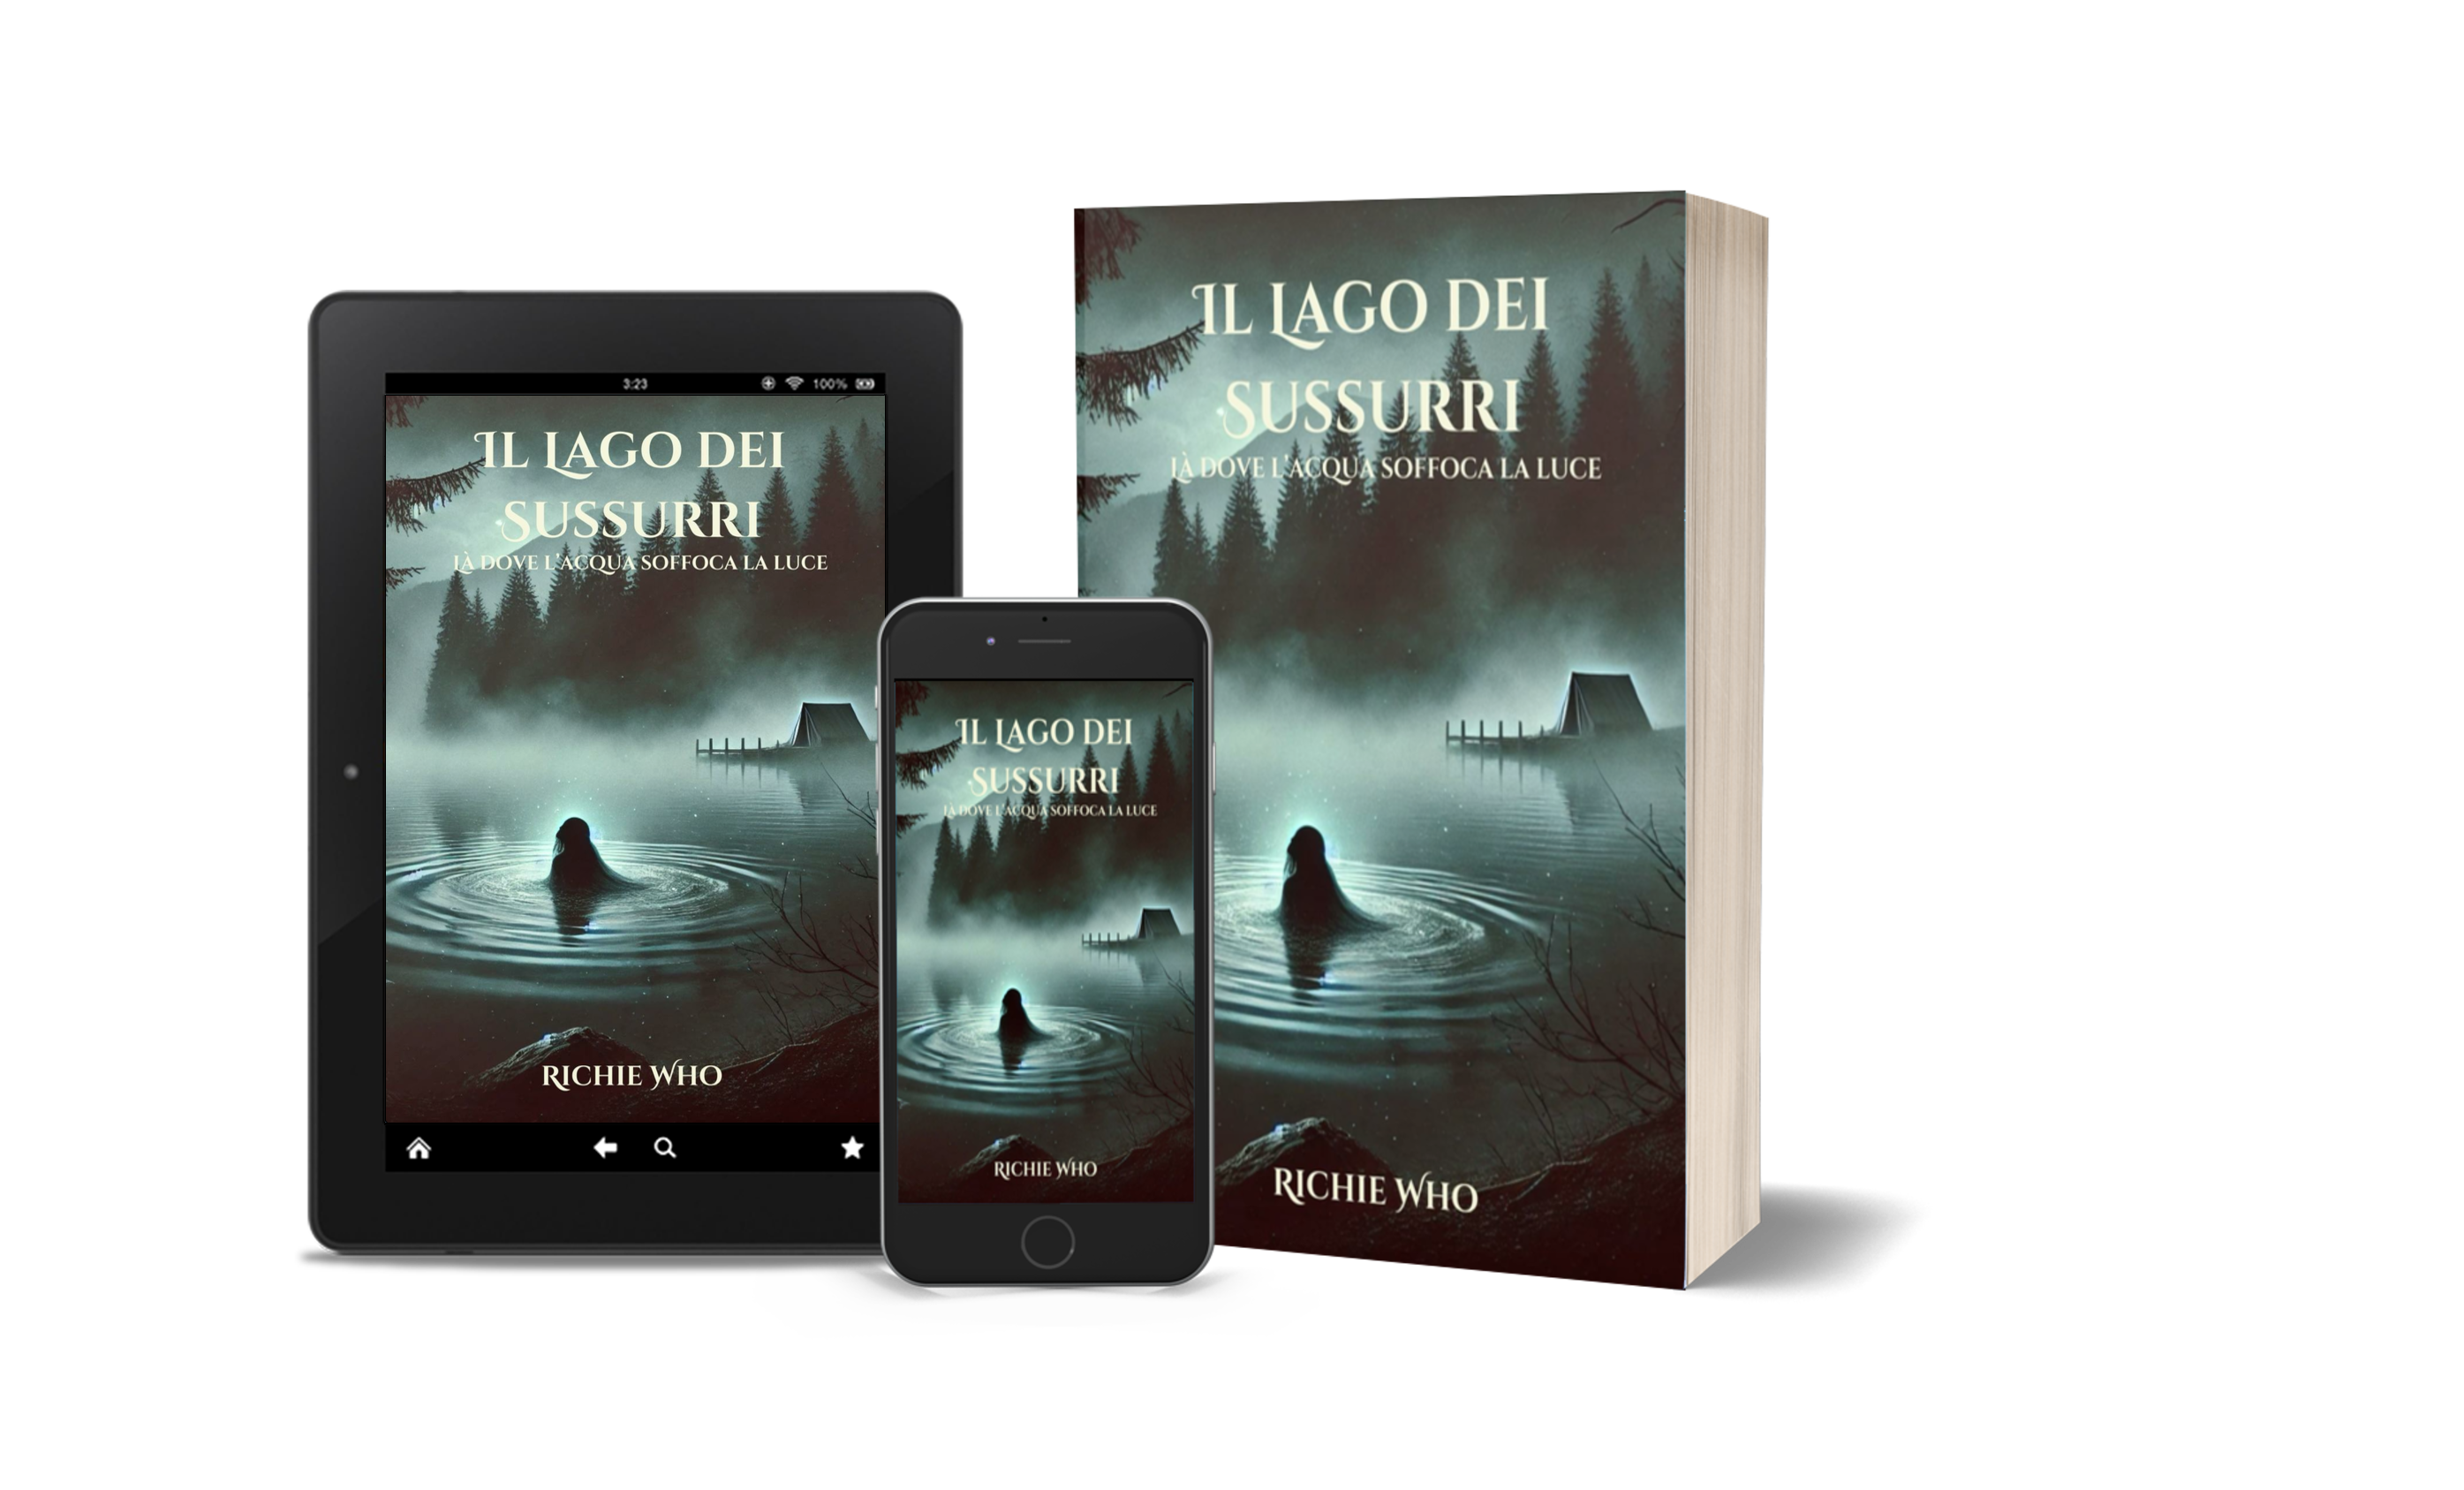 3:23 100%
IL LAGO DEI
SUSSURRI
LÀ DOVE L'ACQUA SOFFOCA LA LUCE
RICHIE WHO
IL LAGO DEI
SUSSURRI
LÀ DOVE L'ACQUA SOFFOCA LA LUCE
RICHIE WHO
IL LAGO DEI
SUSSURRI
LÀ DOVE L'ACQUA SOFFOCA LA LUCE
RICHIE WHO